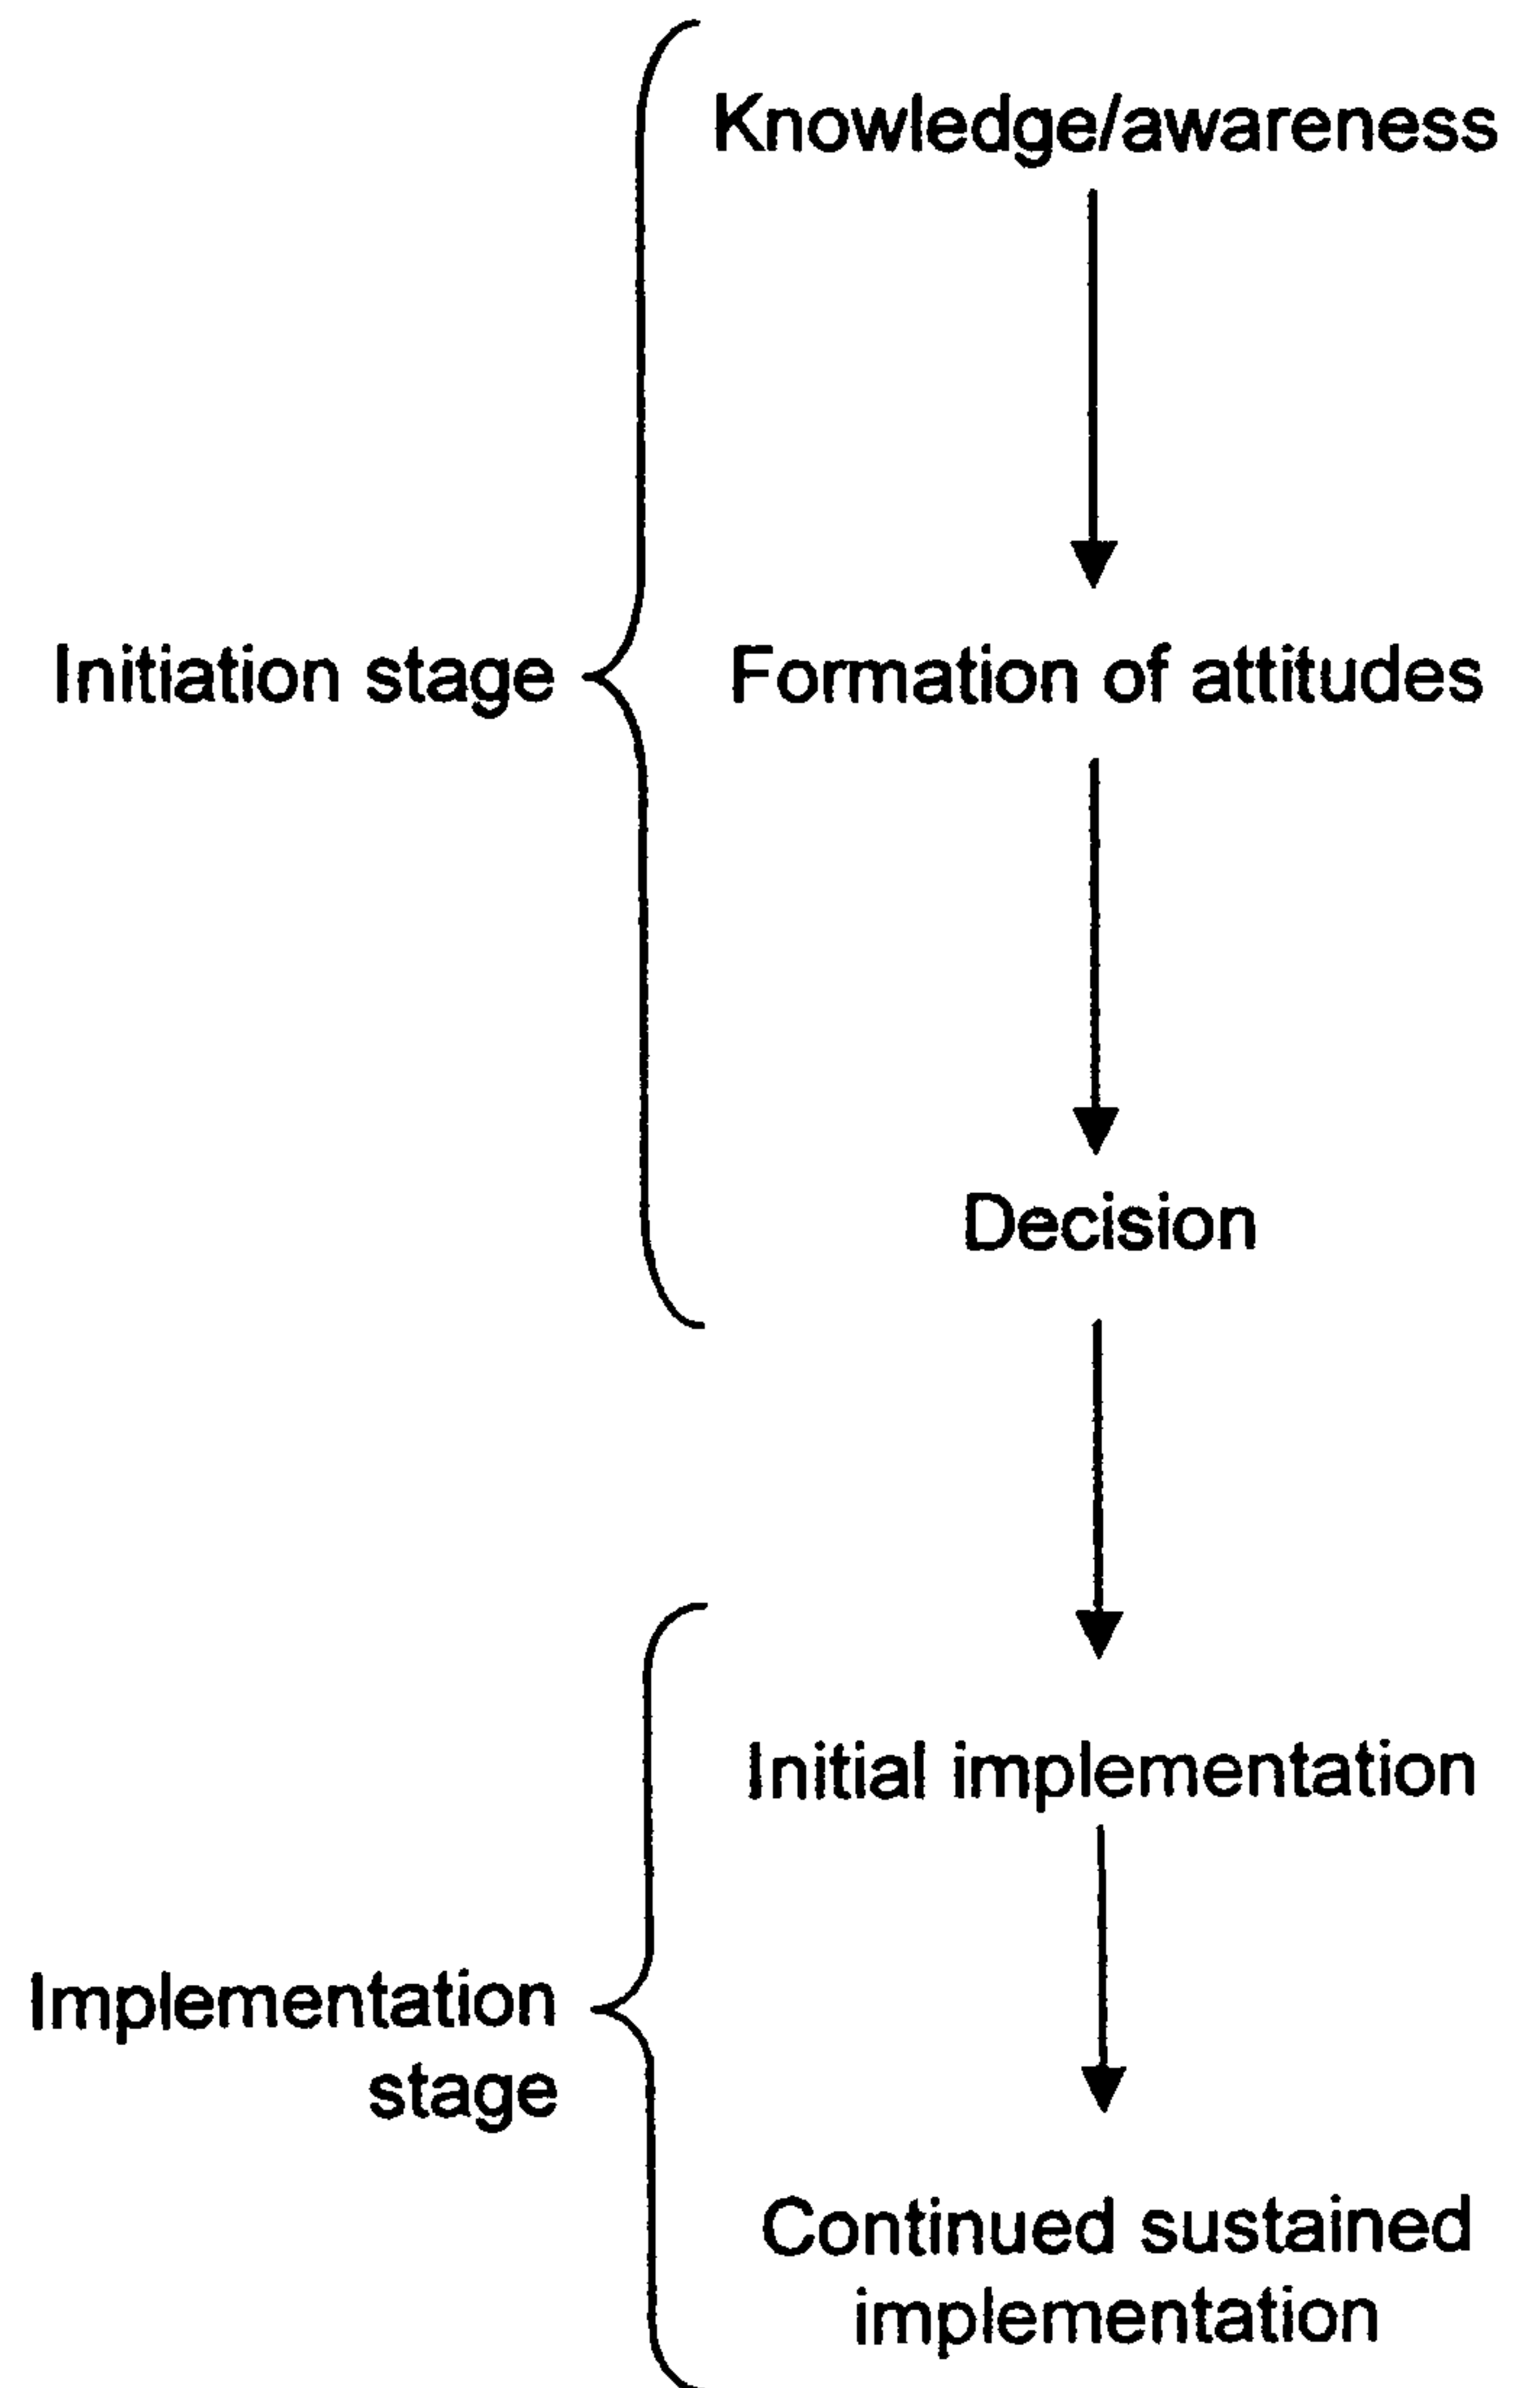 Knowledge/awareness
Initiation stage
Formation of attitudes
Decision
Initial implementation
Implementation
stage
Continued sustained
implementation